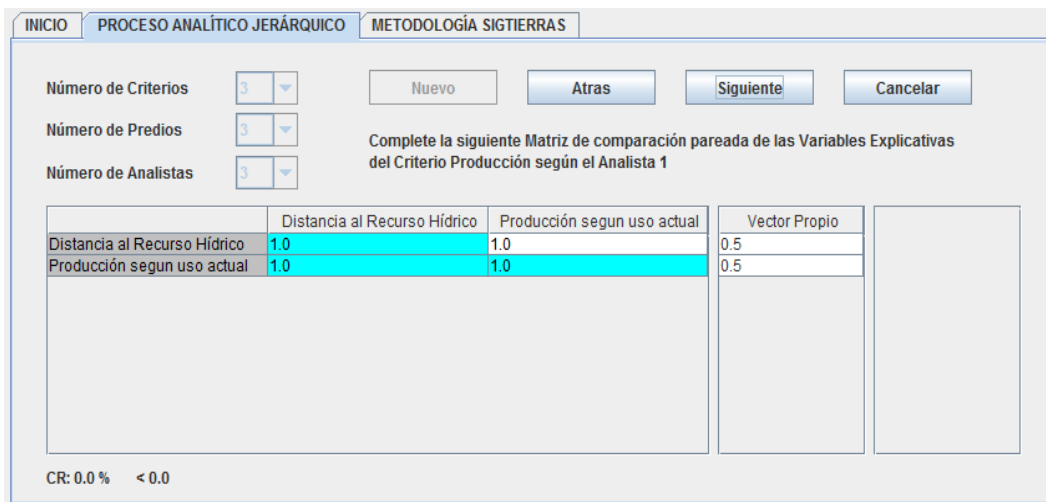 INICIO PROCESO ANALÍTICO JERÁRQUICO METODOLOGÍA SIGTIERRAS
Número de Criterios 3 Nuevo Atras Siguiente Cancelar
Número de Predios 3
Complete la siguiente Matriz de comparación pareada de las Variables Explicativas
del Criterio Producción según el Analista 1
Número de Analistas 3
Distancia al Recurso Hídrico Producción segun uso actual Vector Propio
Distancia al Recurso Hídrico 1.0 1.0 0.5
Producción segun uso actual 1.0 1.0 0.5
CR: 0.0 % < 0.0